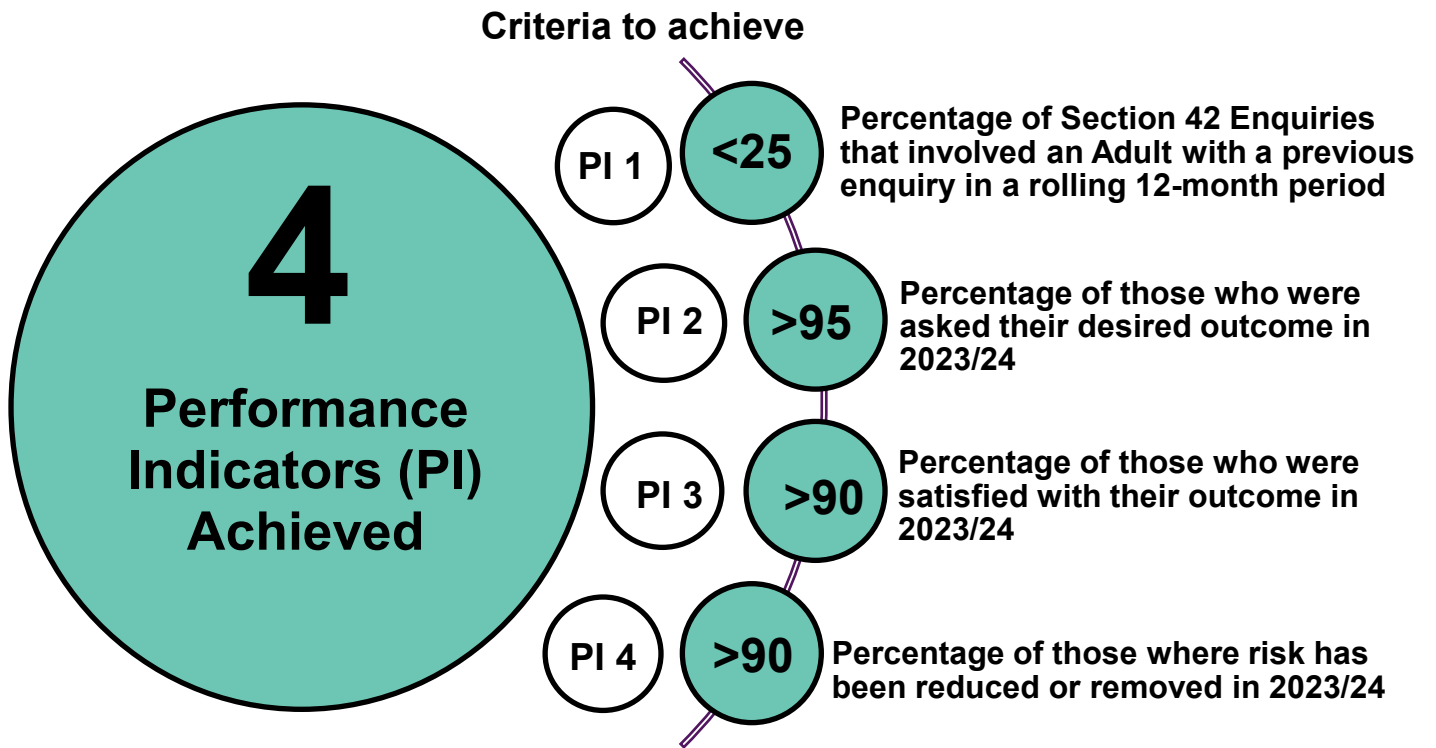 Criteria to achieve
4
Performance
Indicators (PI)
Achieved
PI 1
<25
Percentage of Section 42 Enquiries
that involved an Adult with a previous
enquiry in a rolling 12-month period
PI 2
>95
Percentage of those who were
asked their desired outcome in
2023/24
PI 3
>90
Percentage of those who were
satisfied with their outcome in
2023/24
PI 4
>90
Percentage of those where risk has
been reduced or removed in 2023/24